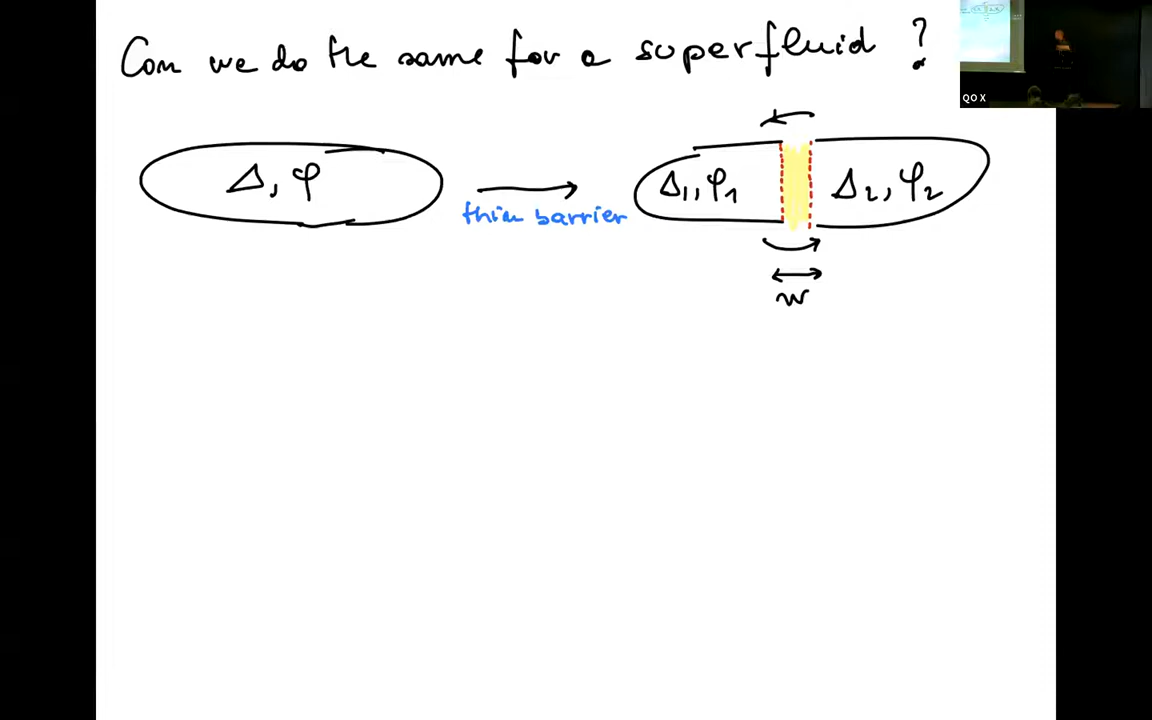 Can we do the same for a superfluid ?
QOX
Δ, φ
thin barrier
Δ₁, φ₁
Δ₂, φ₂
w